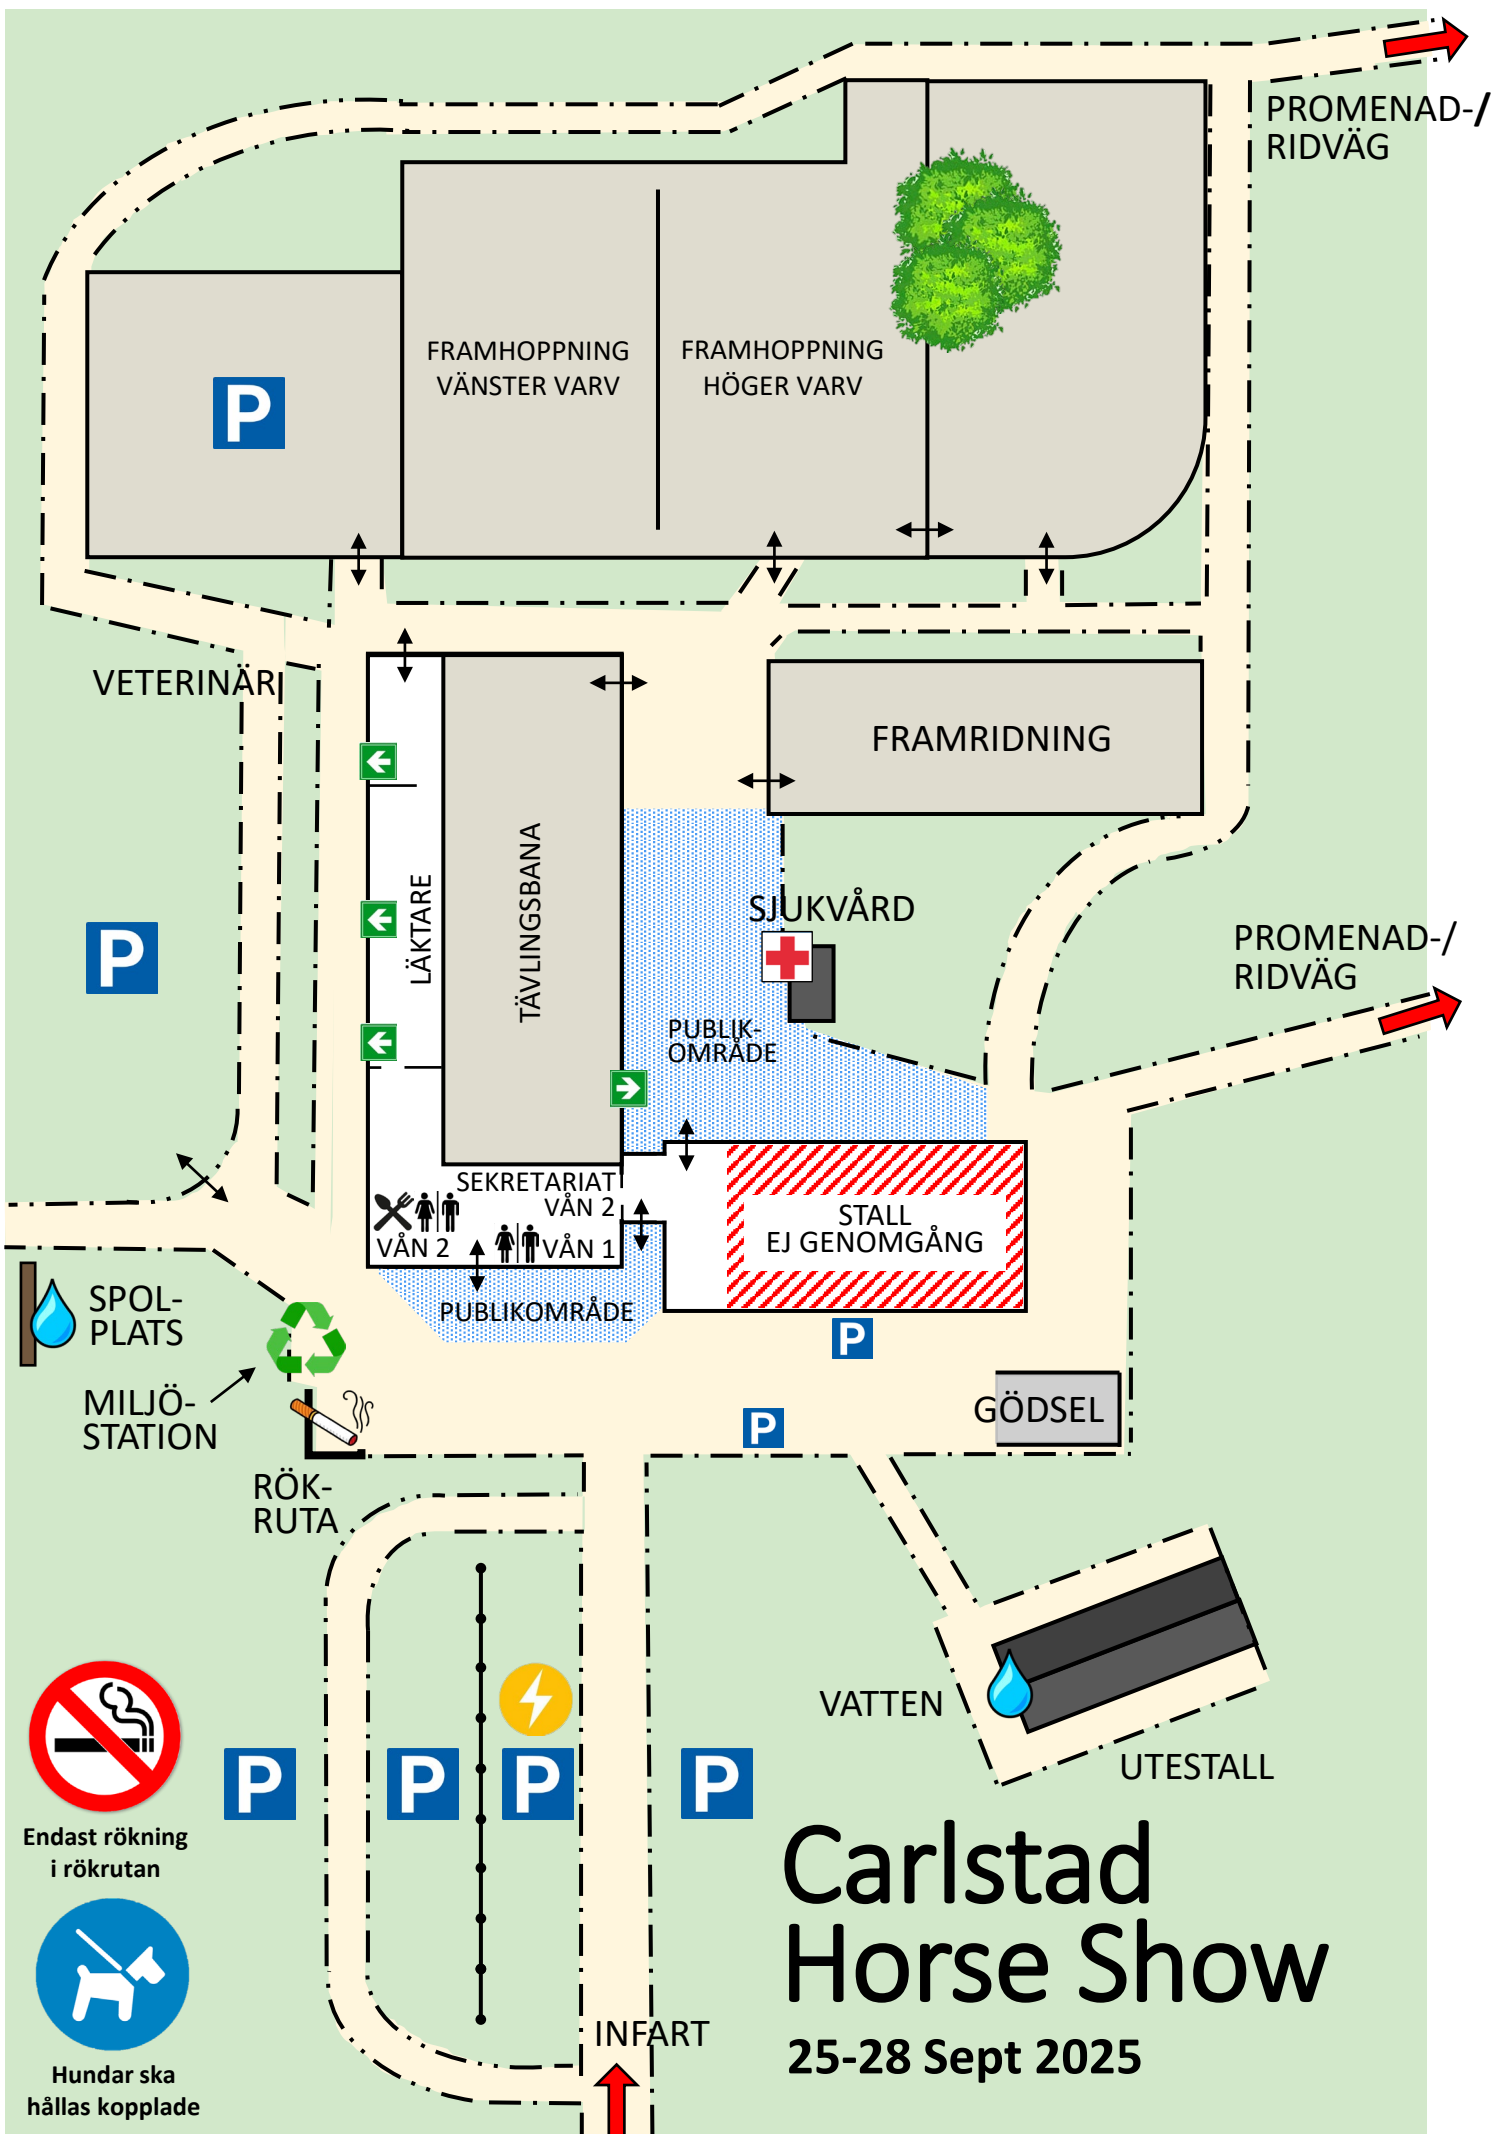 PROMENAD-/
RIDVÄG
FRAMHOPPNING
VÄNSTER VARV
FRAMHOPPNING
HÖGER VARV
P
VETERINÄR
FRAMRIDNING
LÄKTARE
TÄVLINGSBANA
SJUKVÅRD
P
PROMENAD-/
RIDVÄG
PUBLIK-
OMRÅDE
SEKRETARIAT
VÅN 2
VÅN 2
VÅN 1
STALL
EJ GENOMGÅNG
PUBLIKOMRÅDE
SPOL-
PLATS
P
MILJÖ-
STATION
GÖDSEL
P
RÖK-
RUTA
VATTEN
UTESTALL
P
P
P
P
Endast rökning
i rökrutan
Carlstad
Horse Show
25-28 Sept 2025
INFART
Hundar ska
hållas kopplade